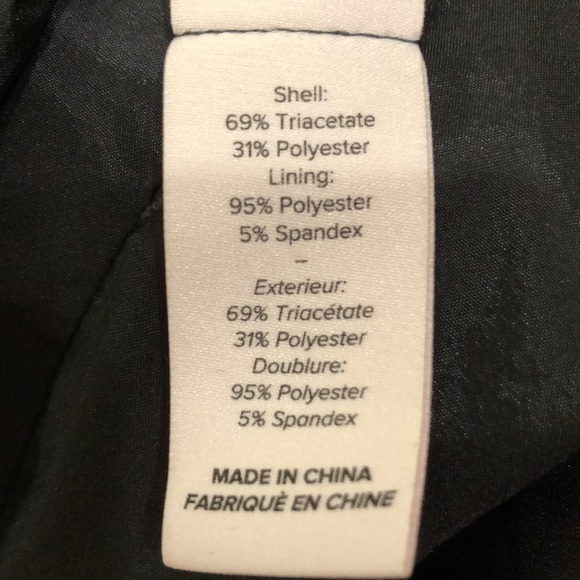 Shell:
69% Triacetate
31% Polyester
Lining:
95% Polyester
5% Spandex
–
Exterieur:
69% Triacétate
31% Polyester
Doublure:
95% Polyester
5% Spandex
MADE IN CHINA
FABRIQUÈ EN CHINE